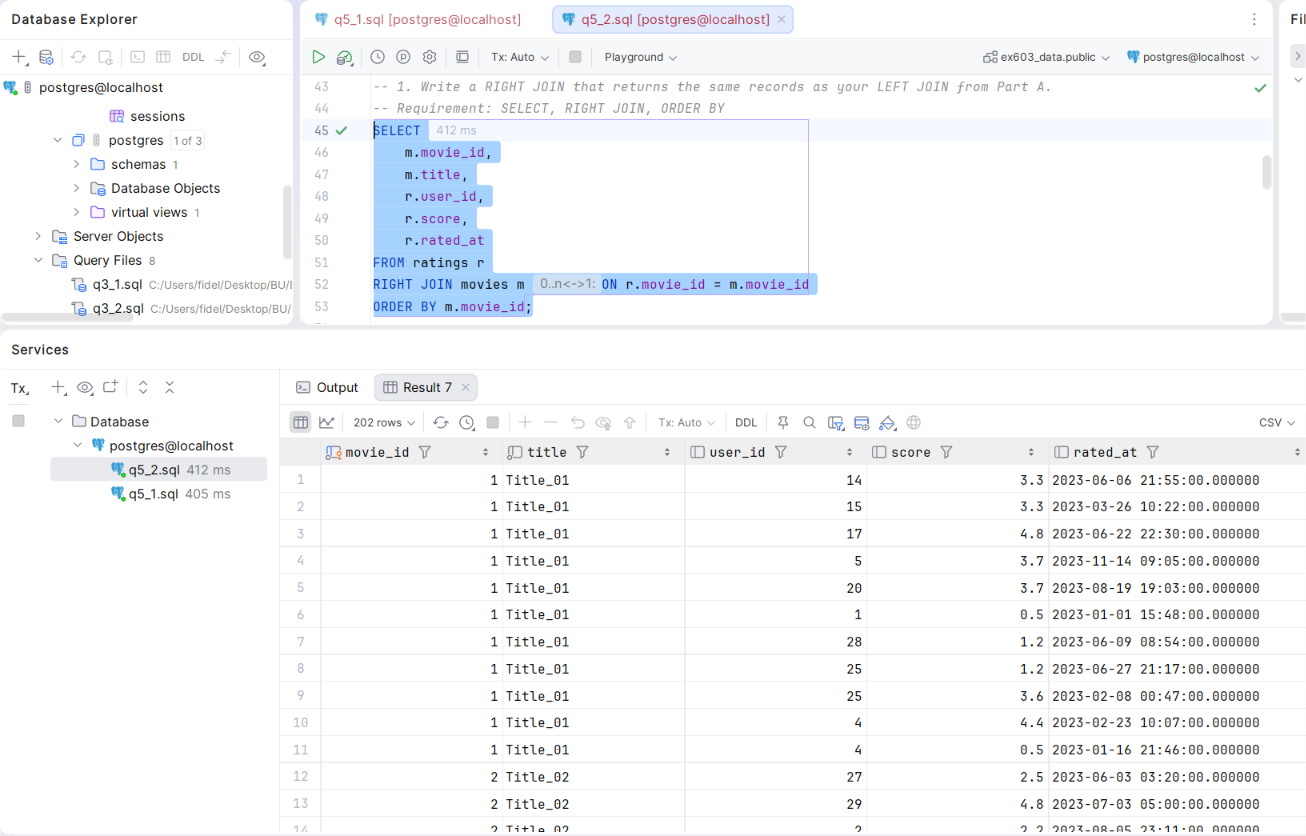 Database Explorer
q5_1.sql [postgres@localhost]
q5_2.sql [postgres@localhost]
Fil
DDL
Tx: Auto
Playground
ex603_data.public
postgres@localhost
postgres@localhost
sessions
postgres 1 of 3
schemas 1
Database Objects
virtual views 1
Server Objects
Query Files 8
q3_1.sql C:/Users/fidel/Desktop/BU/
q3_2.sql C:/Users/fidel/Desktop/BU/
43 -- 1. Write a RIGHT JOIN that returns the same records as your LEFT JOIN from Part A.
44 -- Requirement: SELECT, RIGHT JOIN, ORDER BY
45 SELECT 412 ms
46 m.movie_id,
47 m.title,
48 r.user_id,
49 r.score,
50 r.rated_at
51 FROM ratings r
52 RIGHT JOIN movies m 0..n<->1: ON r.movie_id = m.movie_id
53 ORDER BY m.movie_id;
Services
Tx
Database
postgres@localhost
q5_2.sql 412 ms
q5_1.sql 405 ms
Output
Result 7
202 rows
Tx: Auto
DDL
CSV
movie_id title user_id score rated_at
1 1 Title_01 14 3.3 2023-06-06 21:55:00.000000
2 1 Title_01 15 3.3 2023-03-26 10:22:00.000000
3 1 Title_01 17 4.8 2023-06-22 22:30:00.000000
4 1 Title_01 5 3.7 2023-11-14 09:05:00.000000
5 1 Title_01 20 3.7 2023-08-19 19:03:00.000000
6 1 Title_01 1 0.5 2023-01-01 15:48:00.000000
7 1 Title_01 28 1.2 2023-06-09 08:54:00.000000
8 1 Title_01 25 1.2 2023-06-27 21:17:00.000000
9 1 Title_01 25 3.6 2023-02-08 00:47:00.000000
10 1 Title_01 4 4.4 2023-02-23 10:07:00.000000
11 1 Title_01 4 0.5 2023-01-16 21:46:00.000000
12 2 Title_02 27 2.5 2023-06-03 03:20:00.000000
13 2 Title_02 29 4.8 2023-07-03 05:00:00.000000
14 2 Title_02 2 2.2 2023-08-05 23:11:00.000000